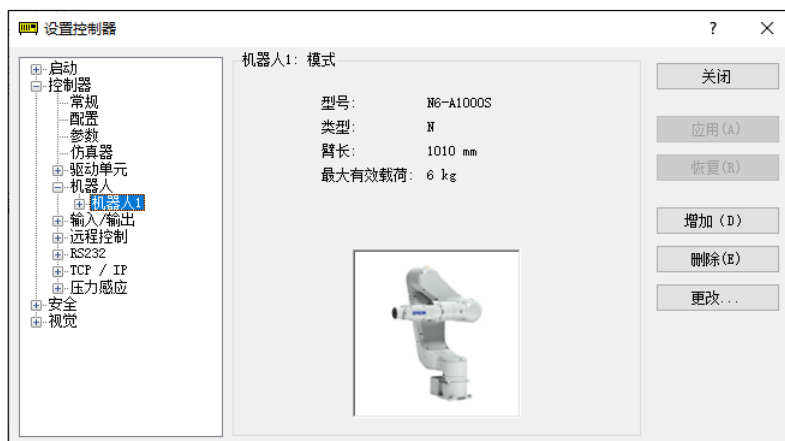 设置控制器
启动
控制器
常规
配置
参数
仿真器
驱动单元
机器人
机器人1
输入/输出
远程控制
RS232
TCP / IP
压力感应
安全
视觉
机器人1: 模式
型号: N6-A1000S
类型: N
臂长: 1010 mm
最大有效载荷: 6 kg
EPSON
关闭
应用(A)
恢复(R)
增加 (D)
删除(E)
更改...